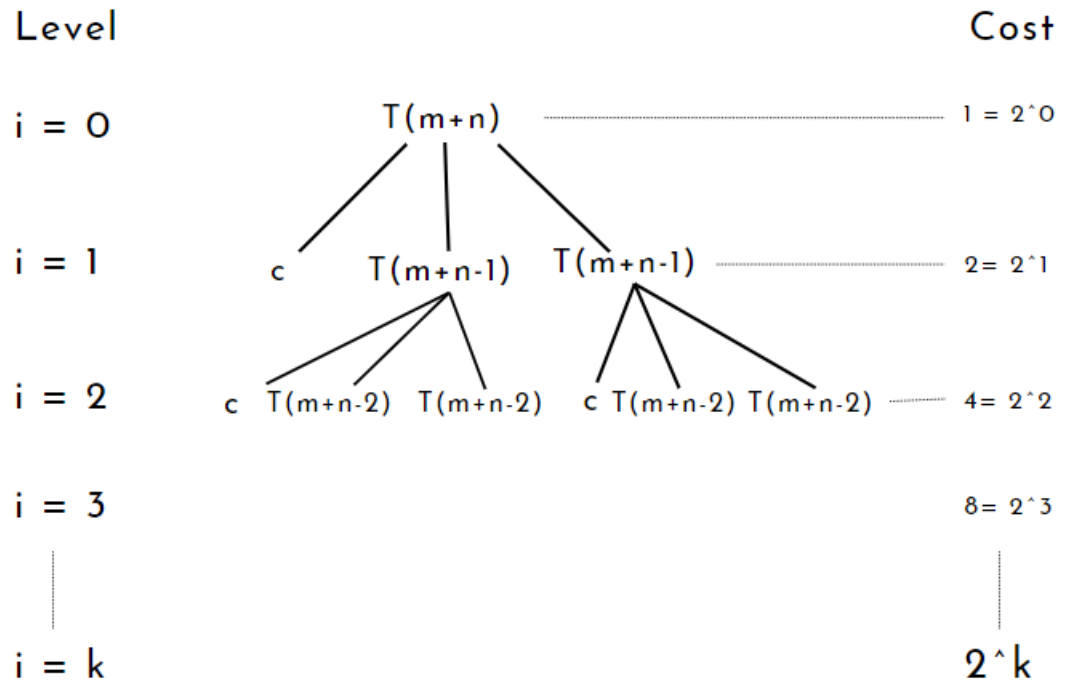 Level Cost
i = 0 T(m+n) 1 = 2^0
i = 1 c T(m+n-1) T(m+n-1) 2= 2^1
i = 2 c T(m+n-2) T(m+n-2) c T(m+n-2) T(m+n-2) 4= 2^2
i = 3 8= 2^3
i = k 2^k